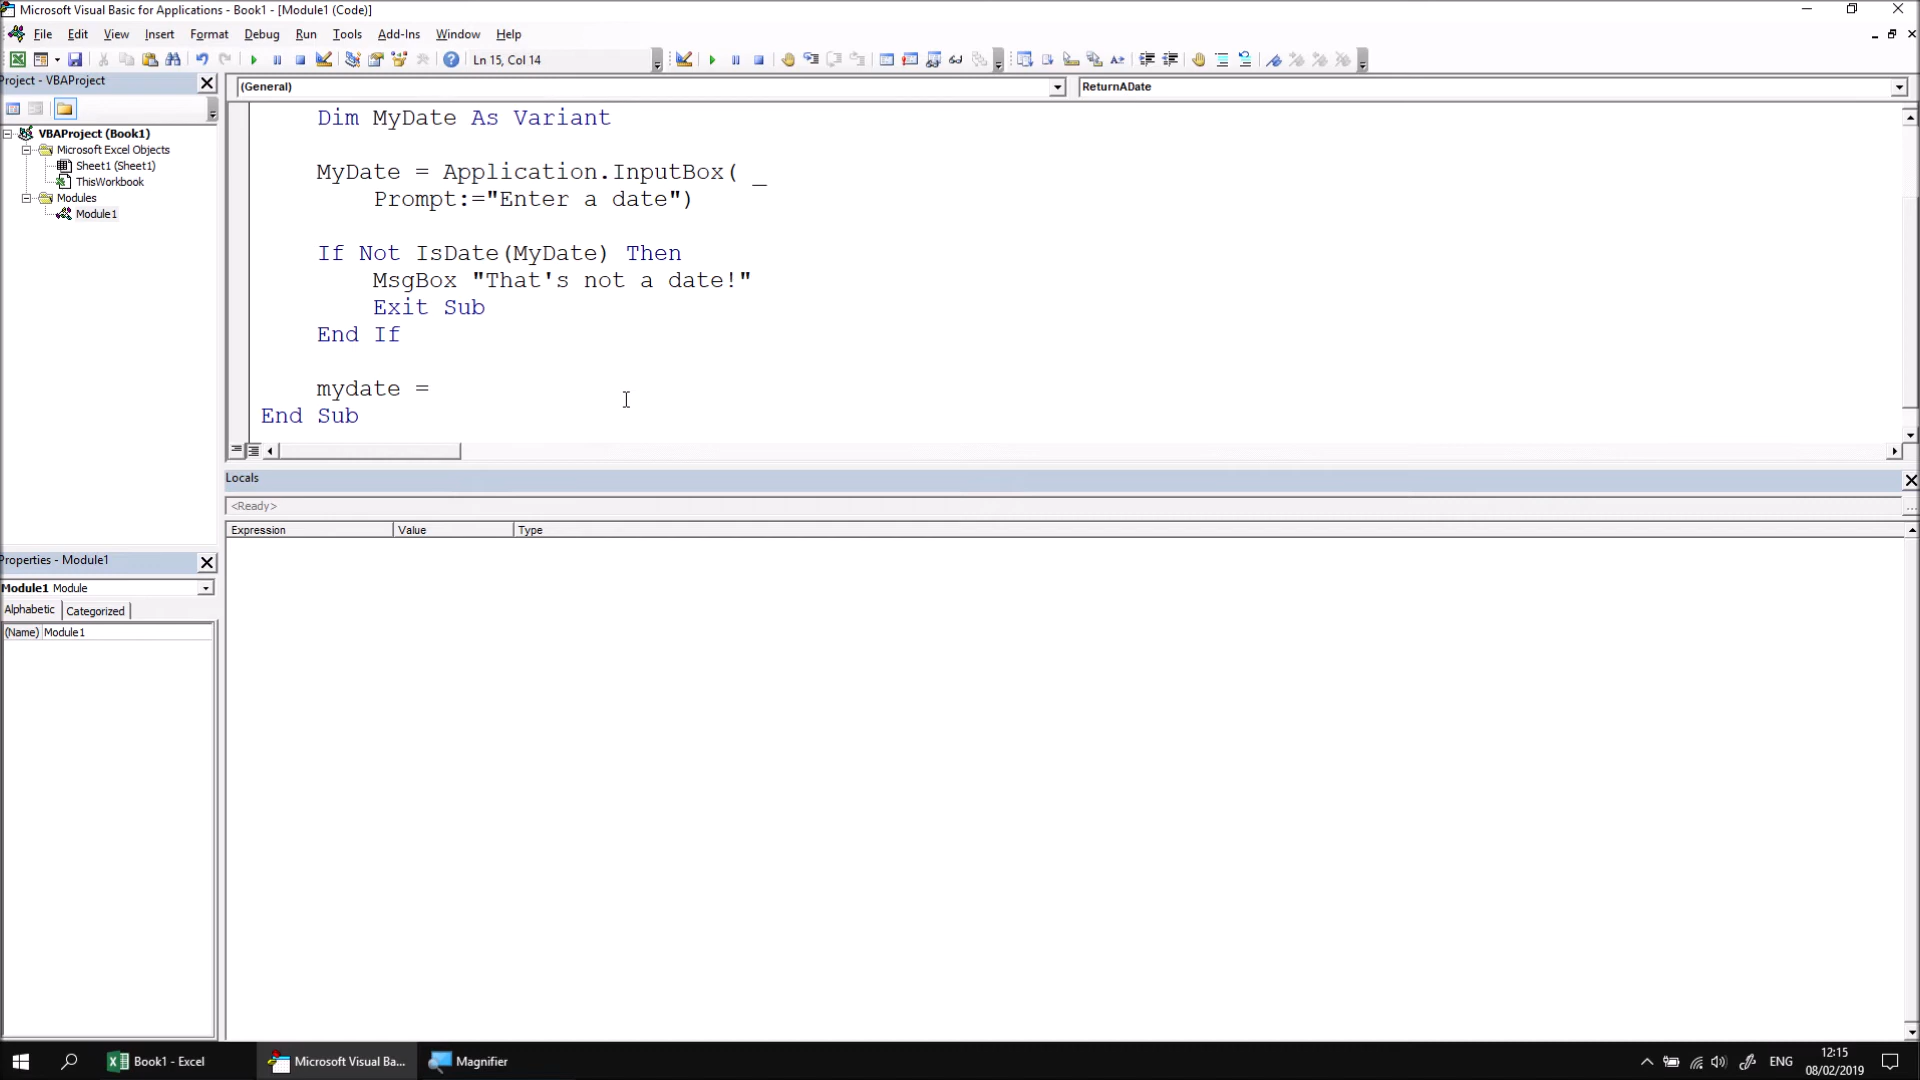 Microsoft Visual Basic for Applications - Book1 - [Module1 (Code)]
File Edit View Insert Format Debug Run Tools Add-Ins Window Help
Ln 15, Col 14
Project - VBAProject
(General)
ReturnADate
VBAProject (Book1)
Microsoft Excel Objects
Sheet1 (Sheet1)
ThisWorkbook
Modules
Module1
Dim MyDate As Variant
MyDate = Application.InputBox( _
Prompt:="Enter a date")
If Not IsDate(MyDate) Then
MsgBox "That's not a date!"
Exit Sub
End If
mydate =
End Sub
Locals
<Ready>
Expression Value Type
Properties - Module1
Module1 Module
Alphabetic Categorized
(Name) Module1
Book1 - Excel
Microsoft Visual Ba...
Magnifier
ENG
12:15
08/02/2019